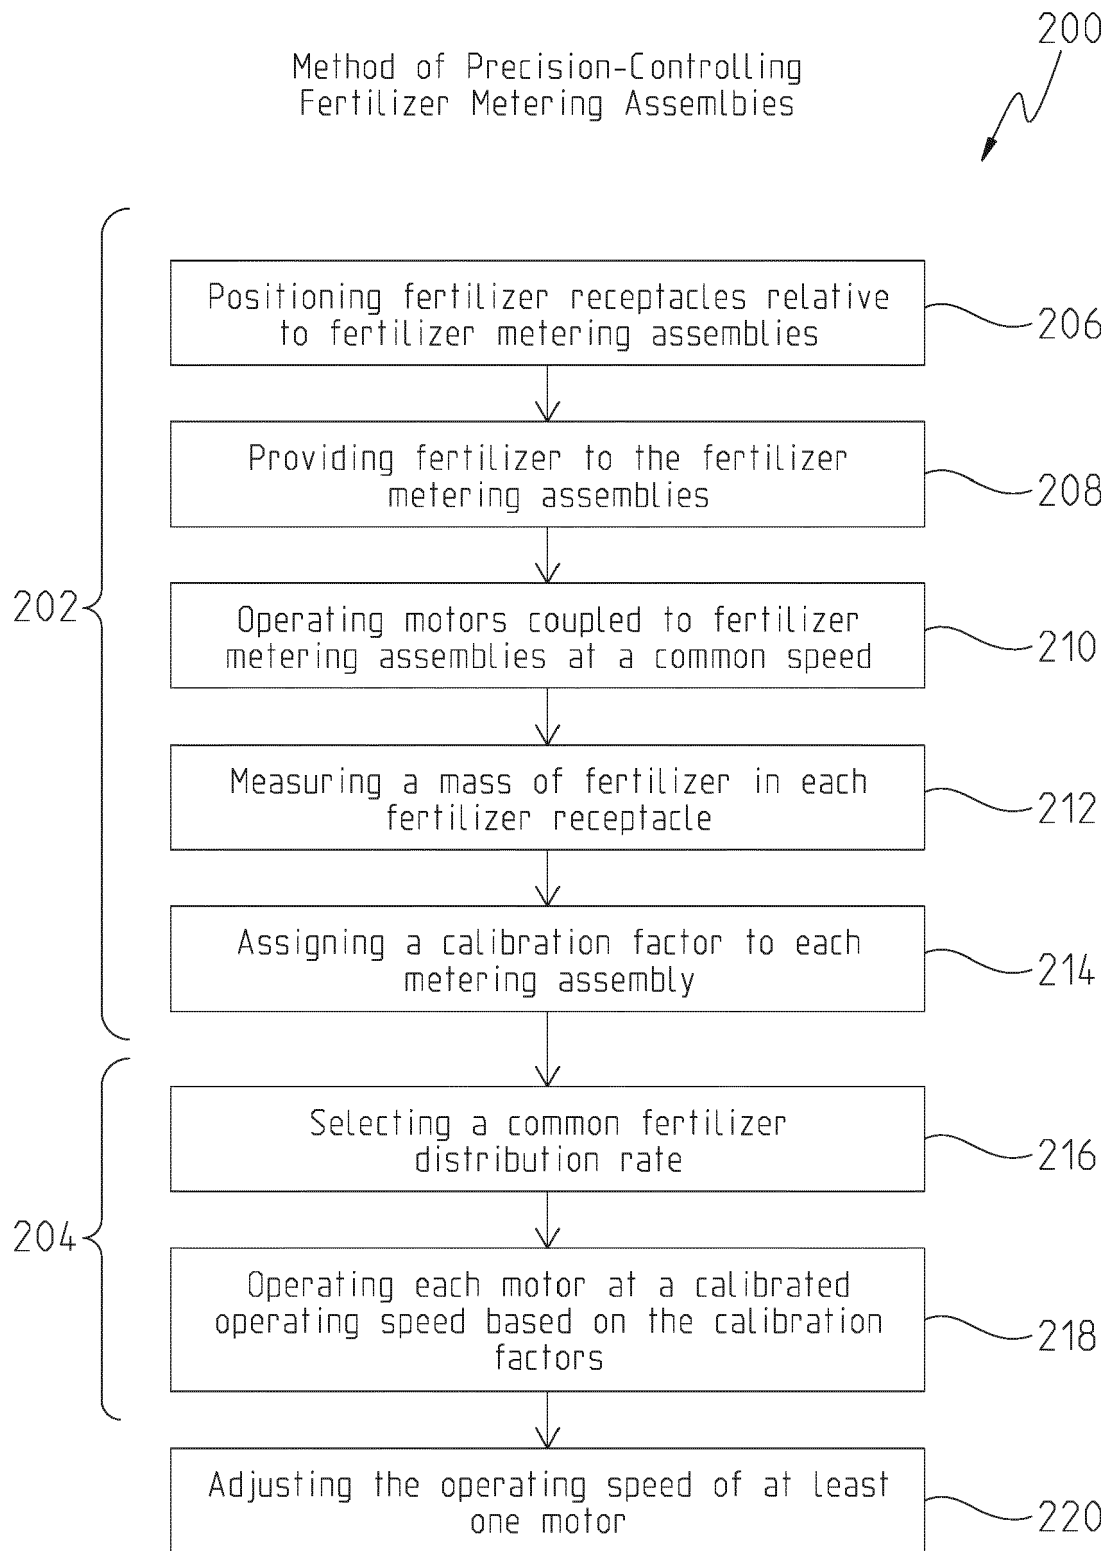 200
Method of Precision-Controlling
Fertilizer Metering Assemlbies
Positioning fertilizer receptacles relative
to fertilizer metering assemblies
206
Providing fertilizer to the fertilizer
metering assemblies
208
202
Operating motors coupled to fertilizer
metering assemblies at a common speed
210
Measuring a mass of fertilizer in each
fertilizer receptacle
212
Assigning a calibration factor to each
metering assembly
214
Selecting a common fertilizer
distribution rate
216
204
Operating each motor at a calibrated
operating speed based on the calibration
factors
218
Adjusting the operating speed of at least
one motor
220